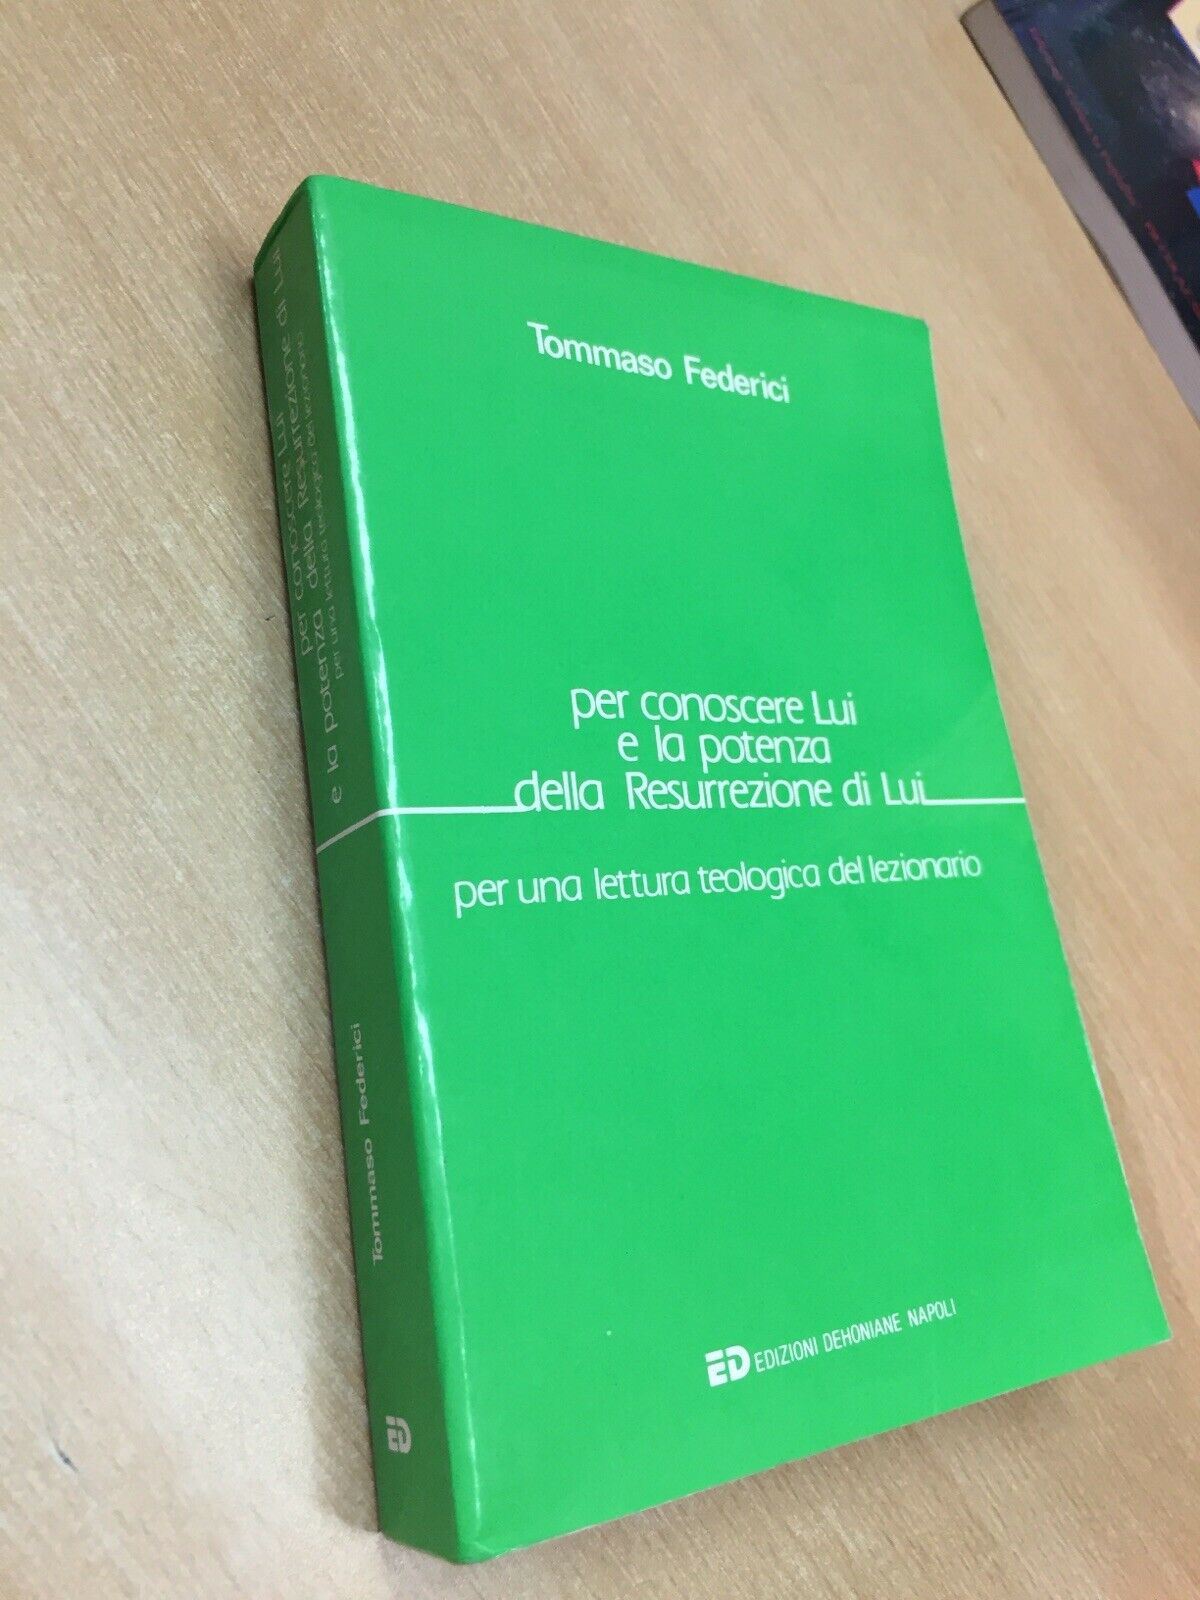 Tommaso Federici
per conoscere Lui
e la potenza
della Resurrezione di Lui
per una lettura teologica del lezionario
ED EDIZIONI DEHONIANE NAPOLI
per conoscere Lui
e la potenza della Resurrezione di Lui
per una lettura teologica del lezionario
Tommaso Federici
ED